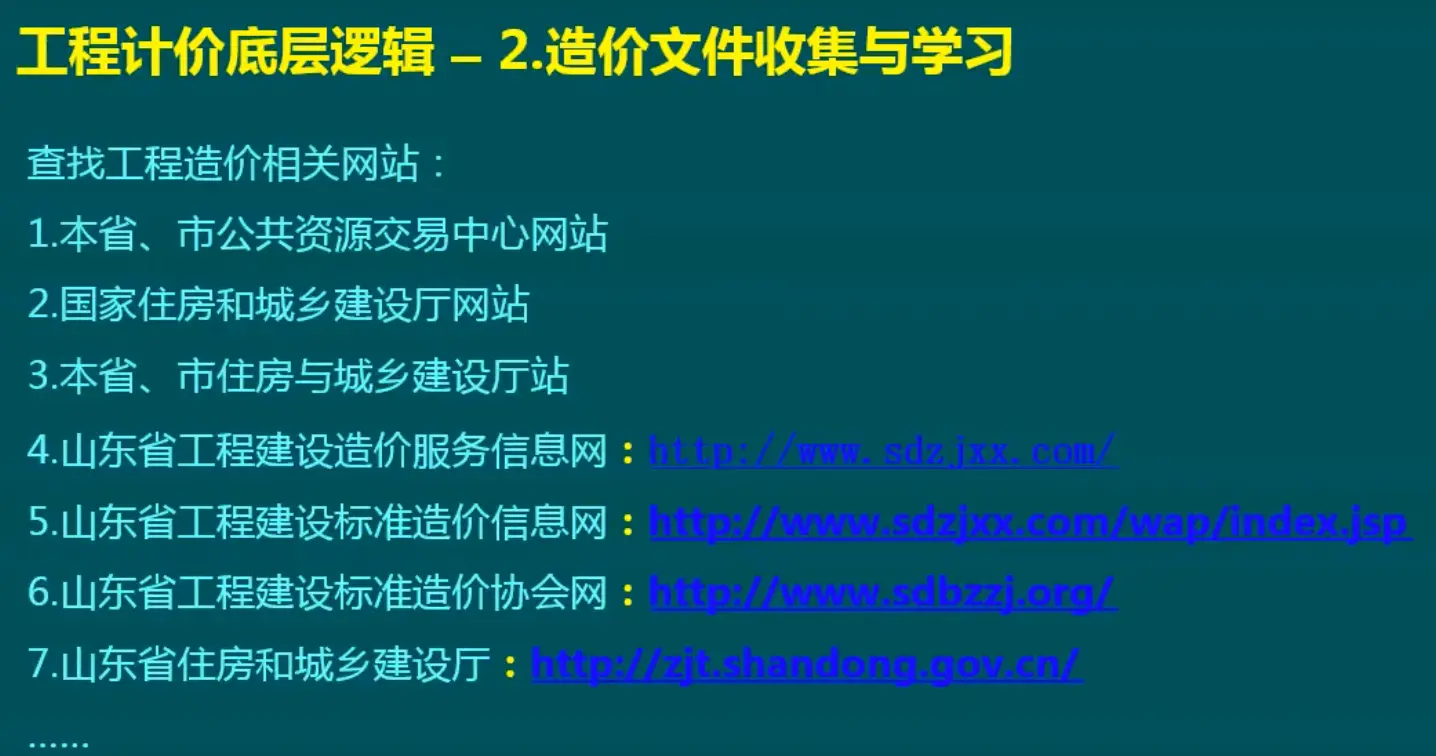 工程计价底层逻辑 – 2.造价文件收集与学习
查找工程造价相关网站：
1.本省、市公共资源交易中心网站
2.国家住房和城乡建设厅网站
3.本省、市住房与城乡建设厅站
4.山东省工程建设造价服务信息网：http://www.sdzjxx.com/
5.山东省工程建设标准造价信息网：http://www.sdzjxx.com/wap/index.jsp
6.山东省工程建设标准造价协会网：http://www.sdbzzj.org/
7.山东省住房和城乡建设厅：http://zjt.shandong.gov.cn/
......